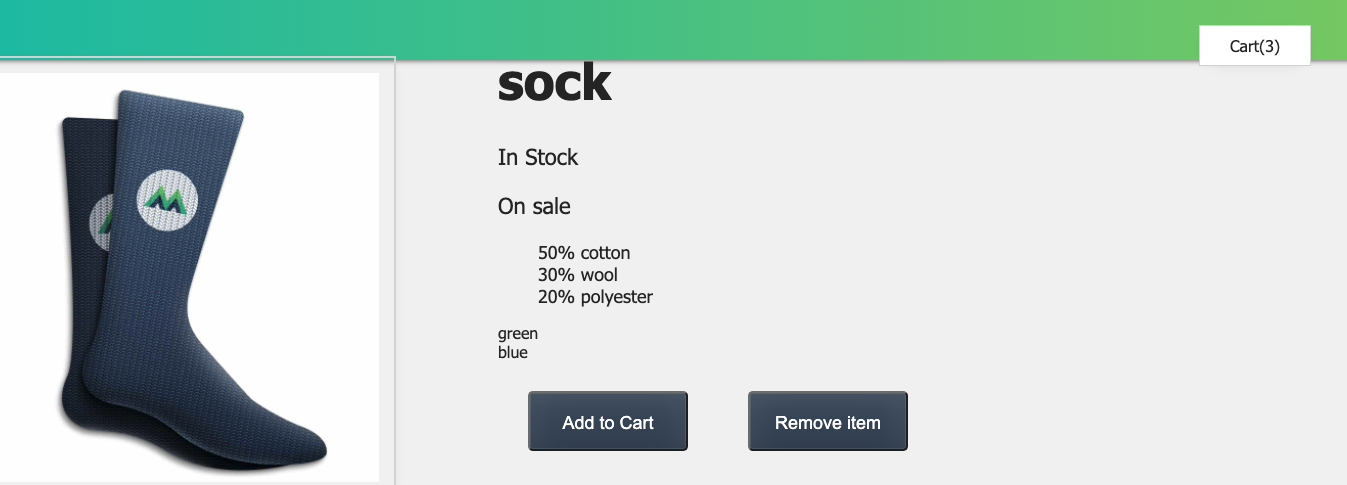 Cart(3)
sock
In Stock
On sale
50% cotton
30% wool
20% polyester
green
blue
Add to Cart
Remove item